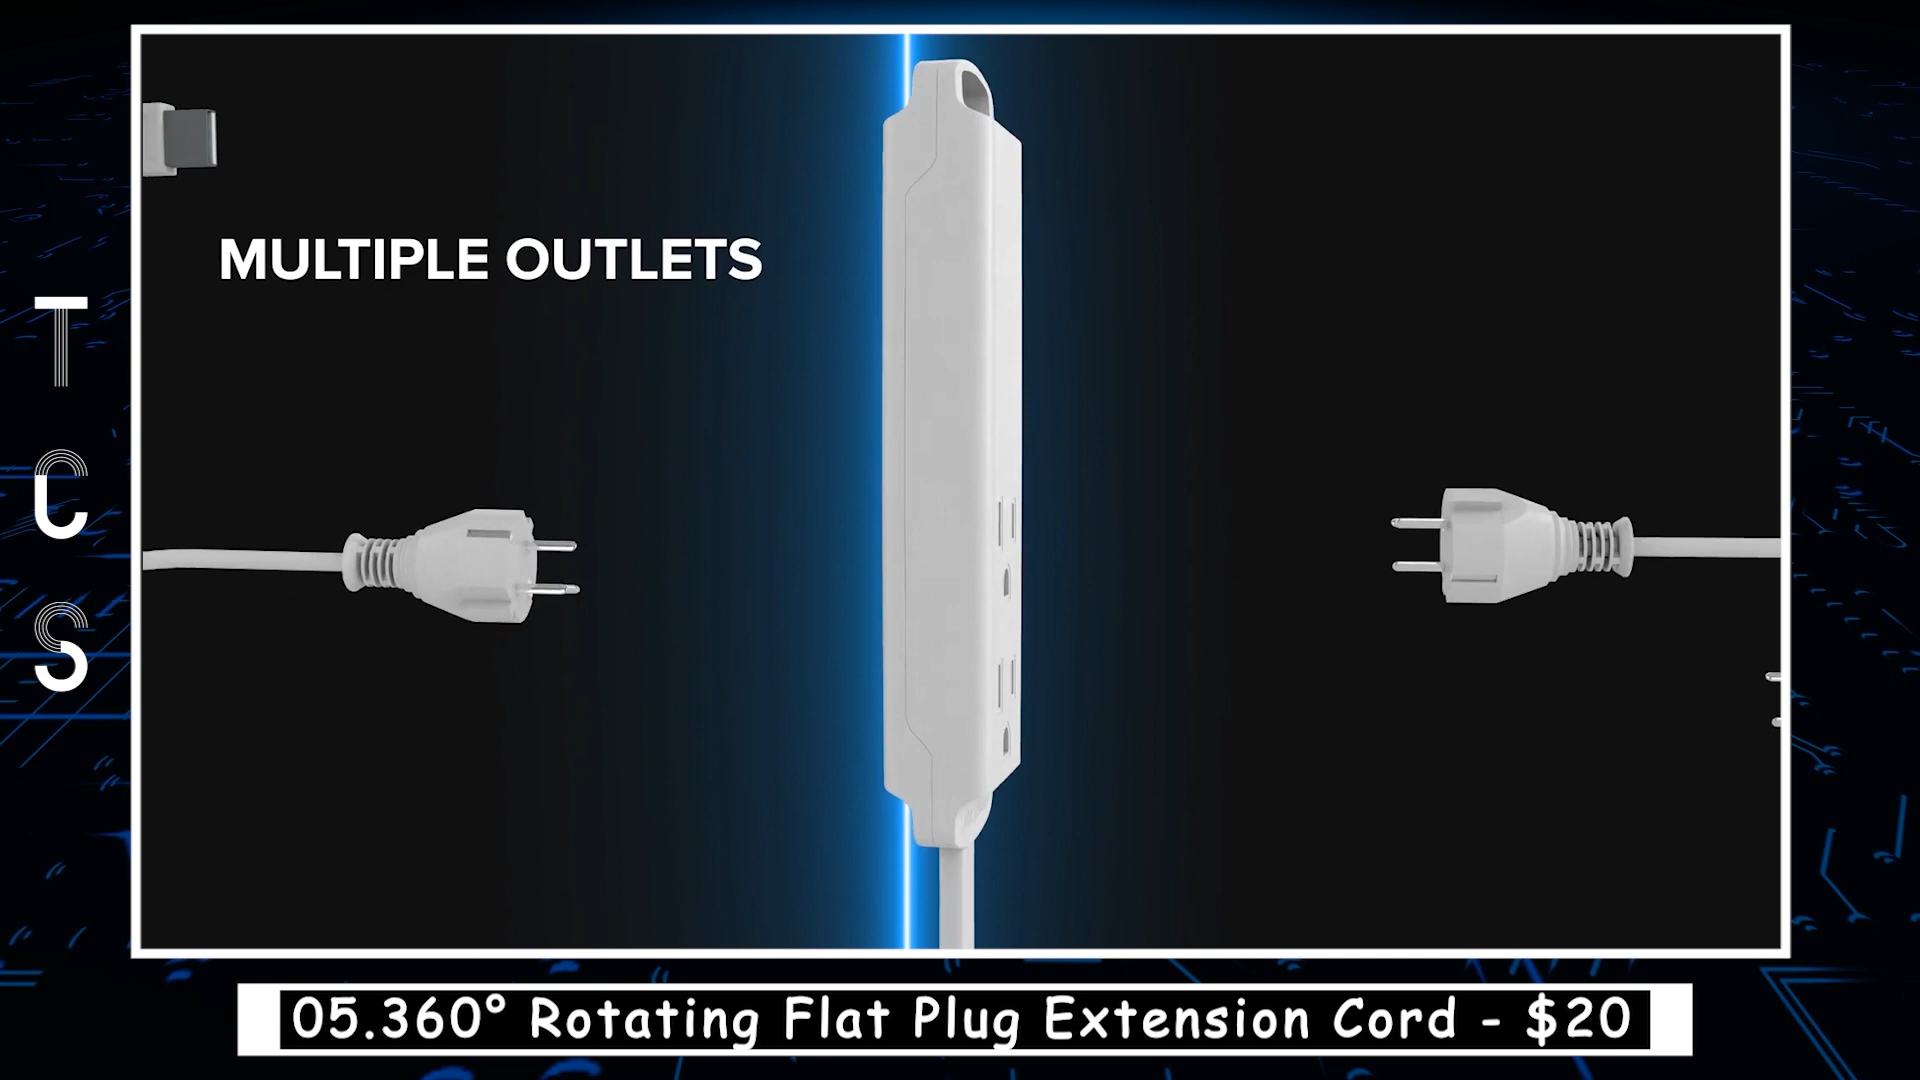 MULTIPLE OUTLETS
T
C
S
05.360° Rotating Flat Plug Extension Cord - $20